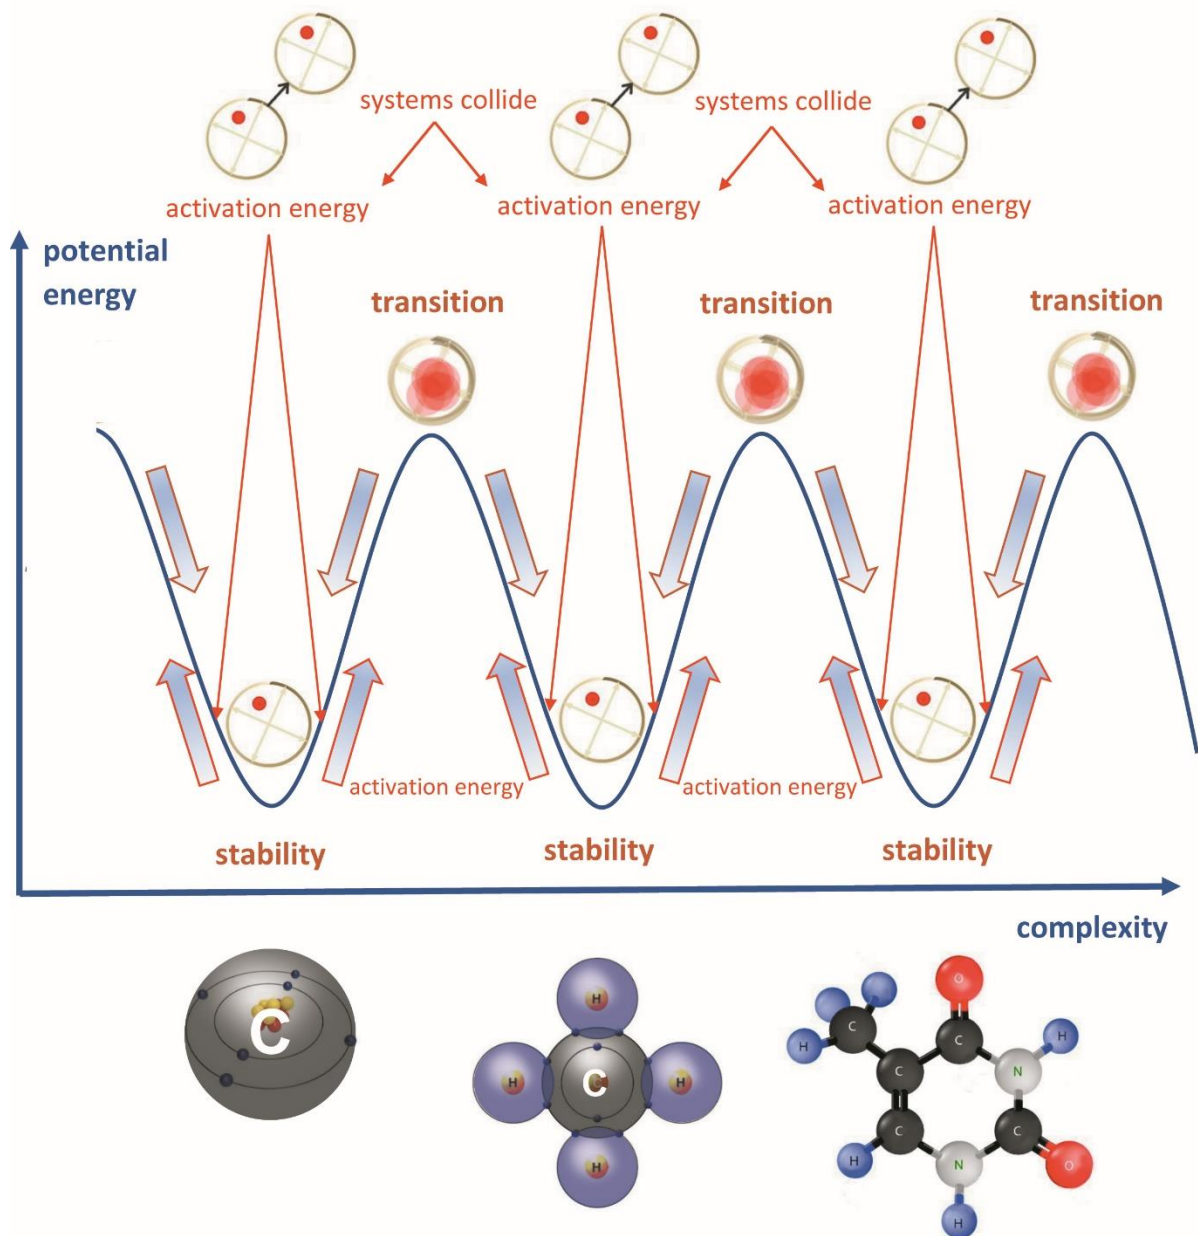 systems collide
systems collide
activation energy
activation energy
activation energy
potential
energy
transition
transition
transition
activation energy
activation energy
stability
stability
stability
complexity
C
H
H
C
H
H
O
C
H
C
H
C
N
C
C
H
N
O
H